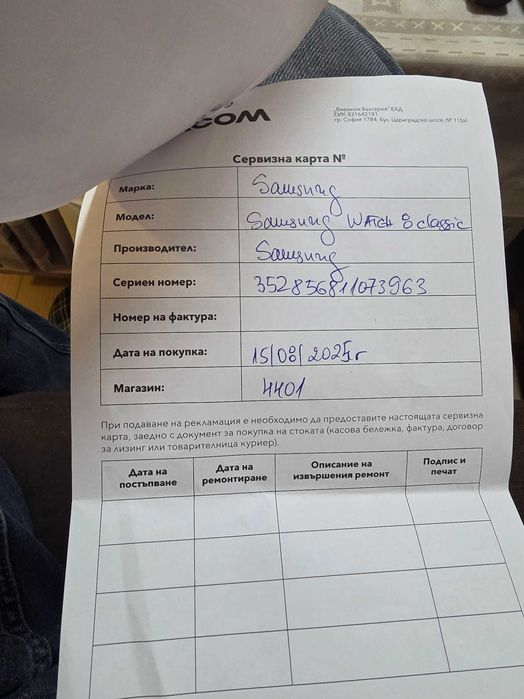 COM
„Виваком България" ЕАД
ЕИК 831642181
гр. София 1784, Бул. Цариградско шосе, № 115И
Сервизна карта №
Марка: Samsung
Модел: Samsung Watch 8 classic
Производител: Samsung
Сериен номер: 352856811073963
Номер на фактура:
Дата на покупка: 15/08/2025г
Магазин: 4401
При подаване на рекламация е необходимо да предоставите настоящата сервизна
карта, заедно с документ за покупка на стоката (касова бележка, фактура, договор
за лизинг или товарителница куриер).
Дата на постъпване Дата на ремонтиране Описание на извършения ремонт Подпис и печат